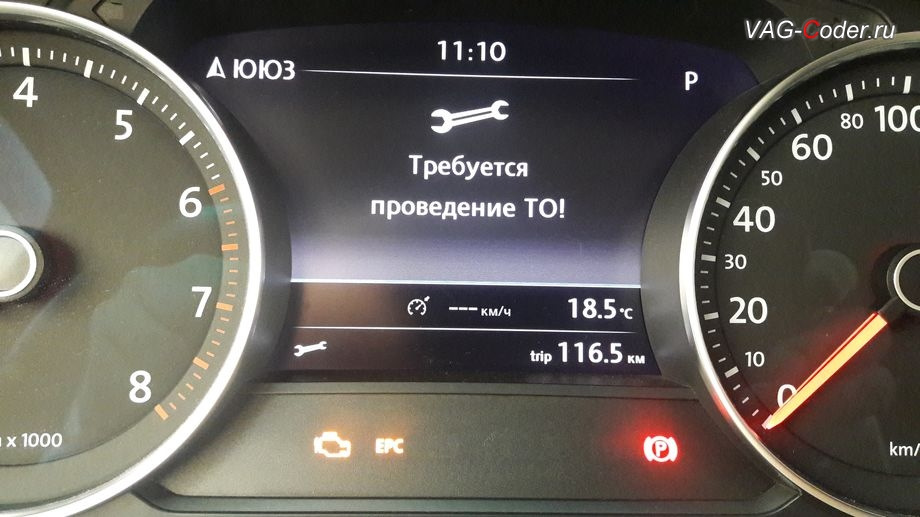 VAG-Coder.ru
11:10
ЮЮЗ
P
Требуется
проведение ТО!
--- км/ч 18.5°C
trip 116.5 км
4
5
6
7
8
x 1000
EPC
P
100
80
60
50
40
30
20
10
0
km/